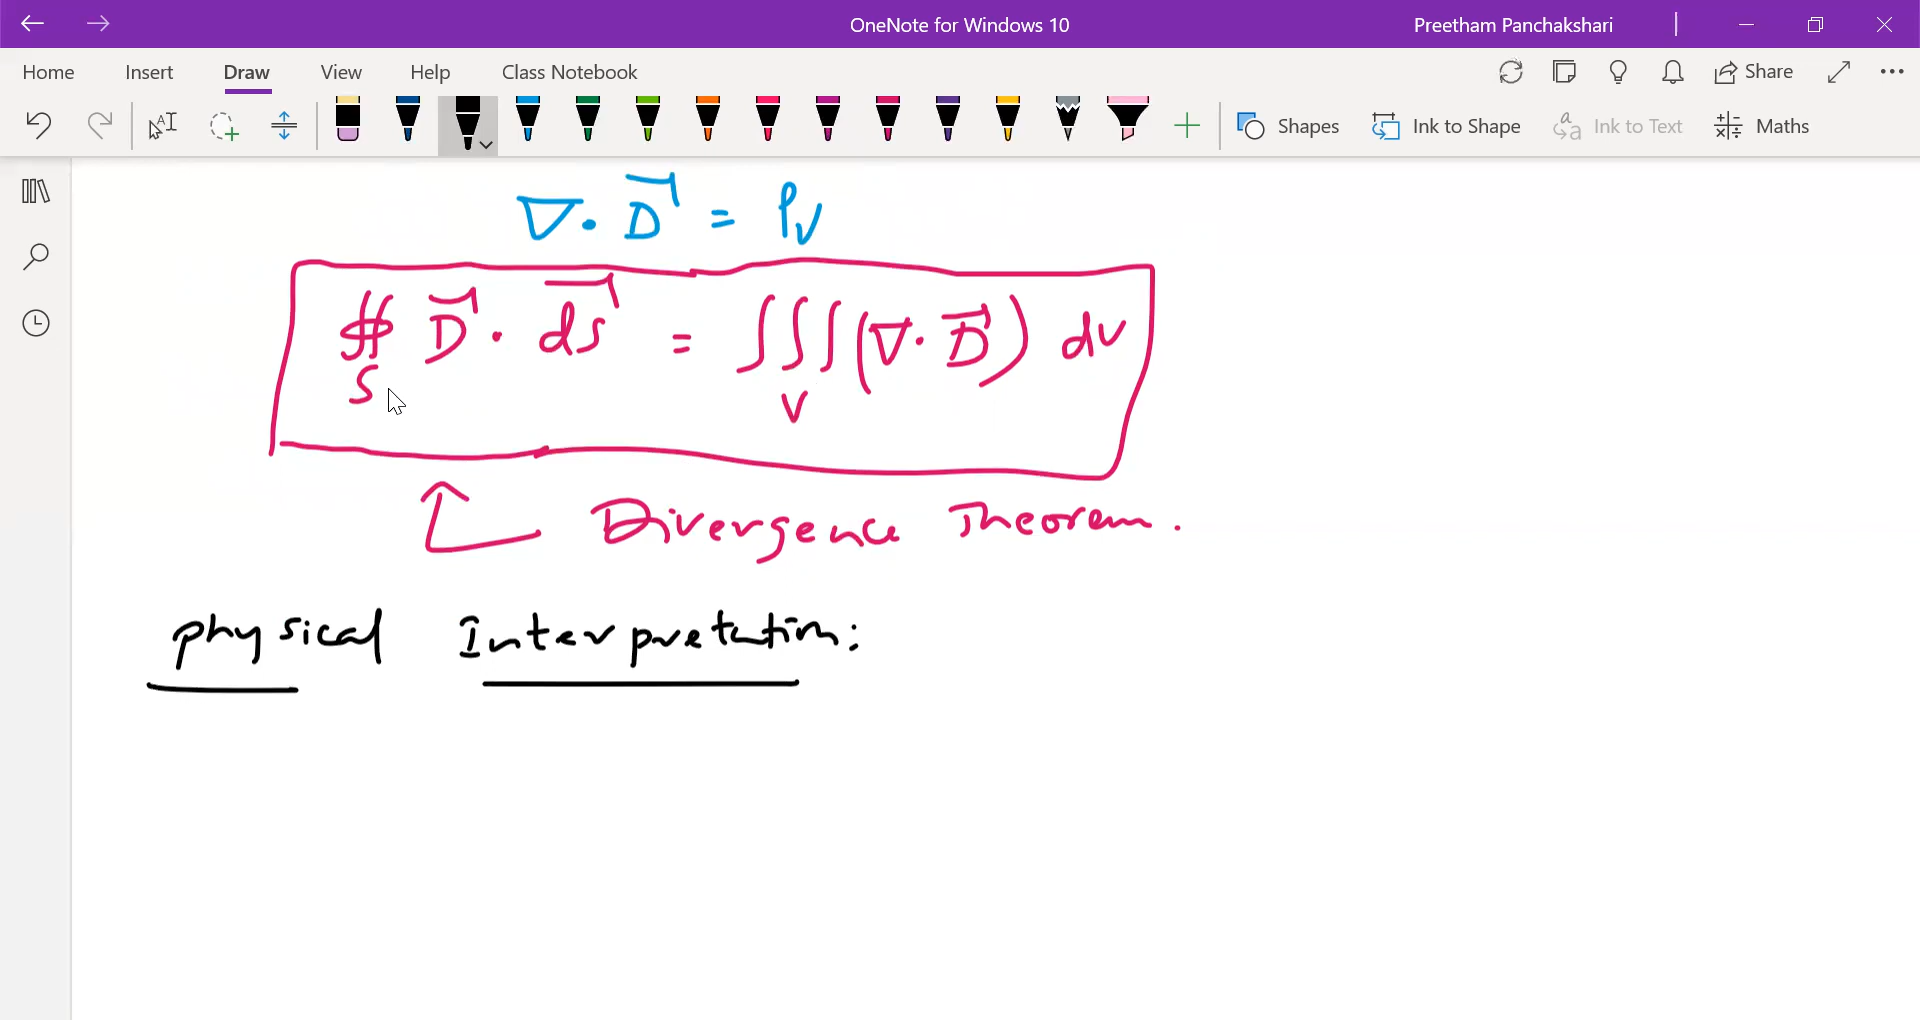 OneNote for Windows 10 Preetham Panchakshari
Home Insert Draw View Help Class Notebook Share
Shapes Ink to Shape Ink to Text Maths
∇ · D⃗ = ρv
∯ D⃗ · ds⃗ = ∫∫∫ (∇ · D⃗) dv
S V
Divergence Theorem.
physical Interpretation: